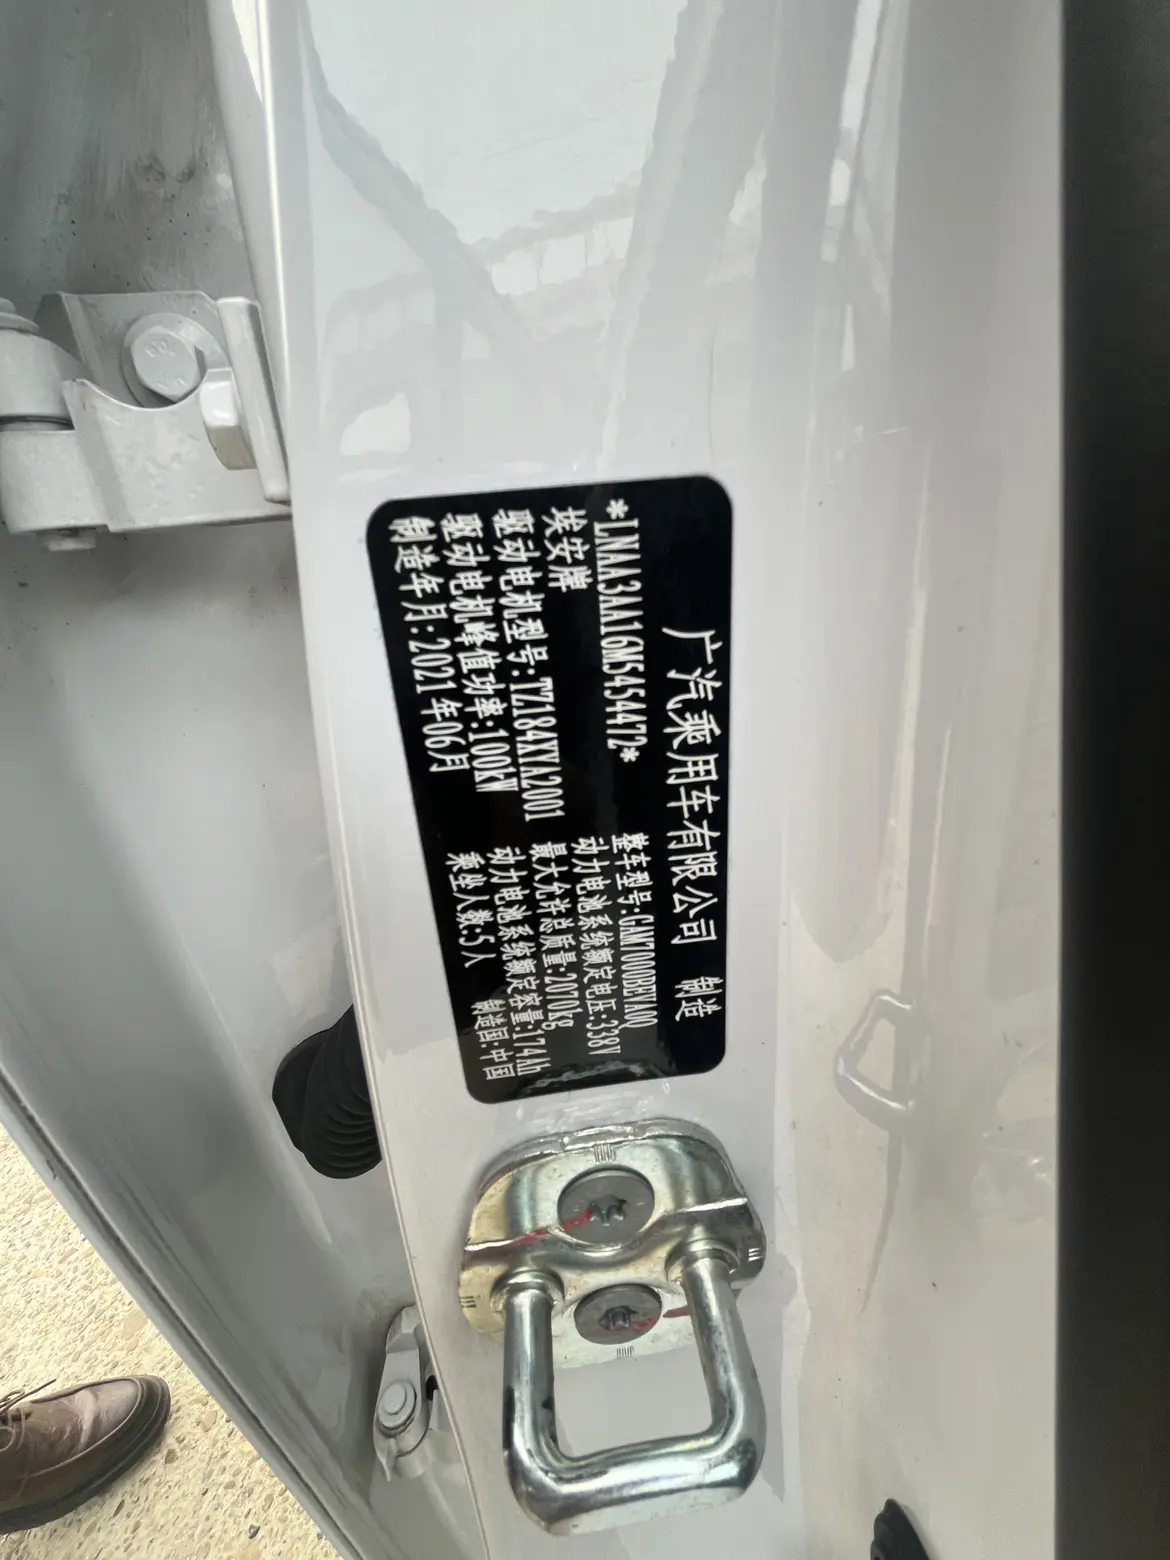 广汽乘用车有限公司 制造
*LNAA3AA16M5454472*
整车型号:GAM7000BEVA0Q
埃安牌
动力电池系统额定电压:338V
驱动电机型号:TZ184XYA2001
最大允许总质量:2070kg
驱动电机峰值功率:100kW
动力电池系统额定容量:174Ah
制造年月:2021年06月
乘坐人数:5人
制造国:中国